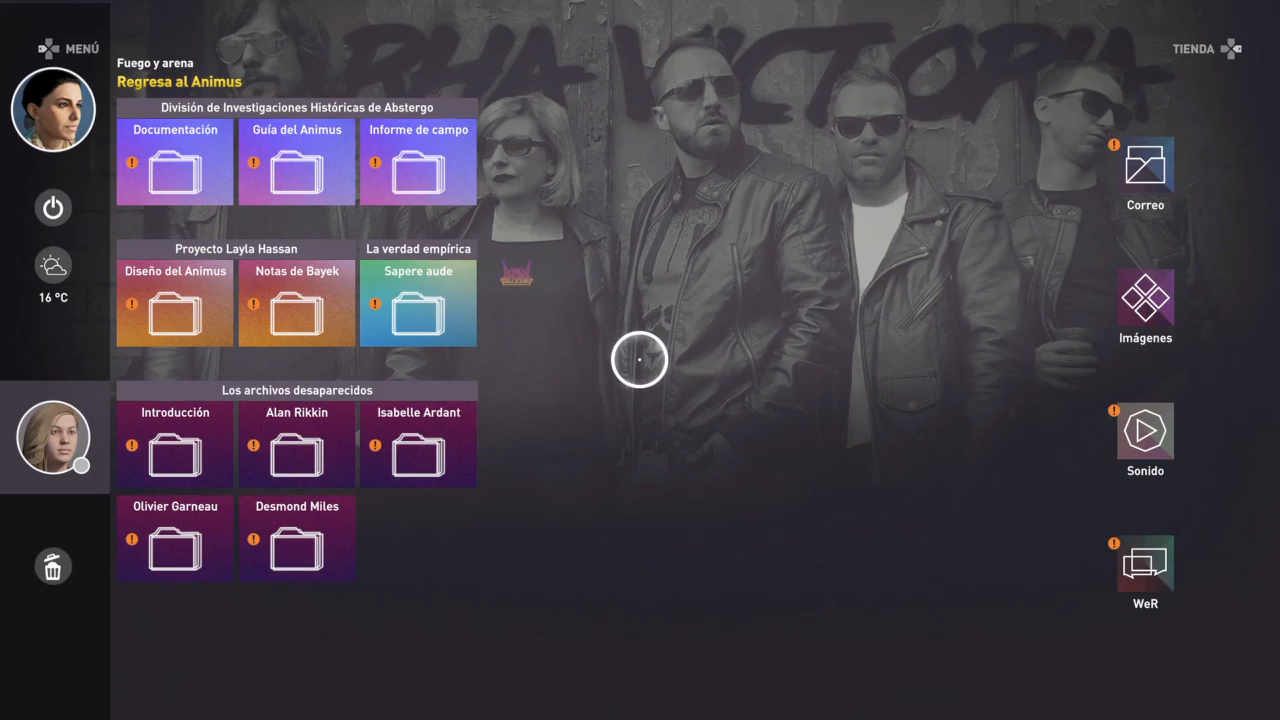 MENÚ
TIENDA
Fuego y arena
Regresa al Animus
División de Investigaciones Históricas de Abstergo
Documentación
Guía del Animus
Informe de campo
Proyecto Layla Hassan
La verdad empírica
Diseño del Animus
Notas de Bayek
Sapere aude
Los archivos desaparecidos
Introducción
Alan Rikkin
Isabelle Ardant
Olivier Garneau
Desmond Miles
16 °C
Correo
Imágenes
Sonido
WeR